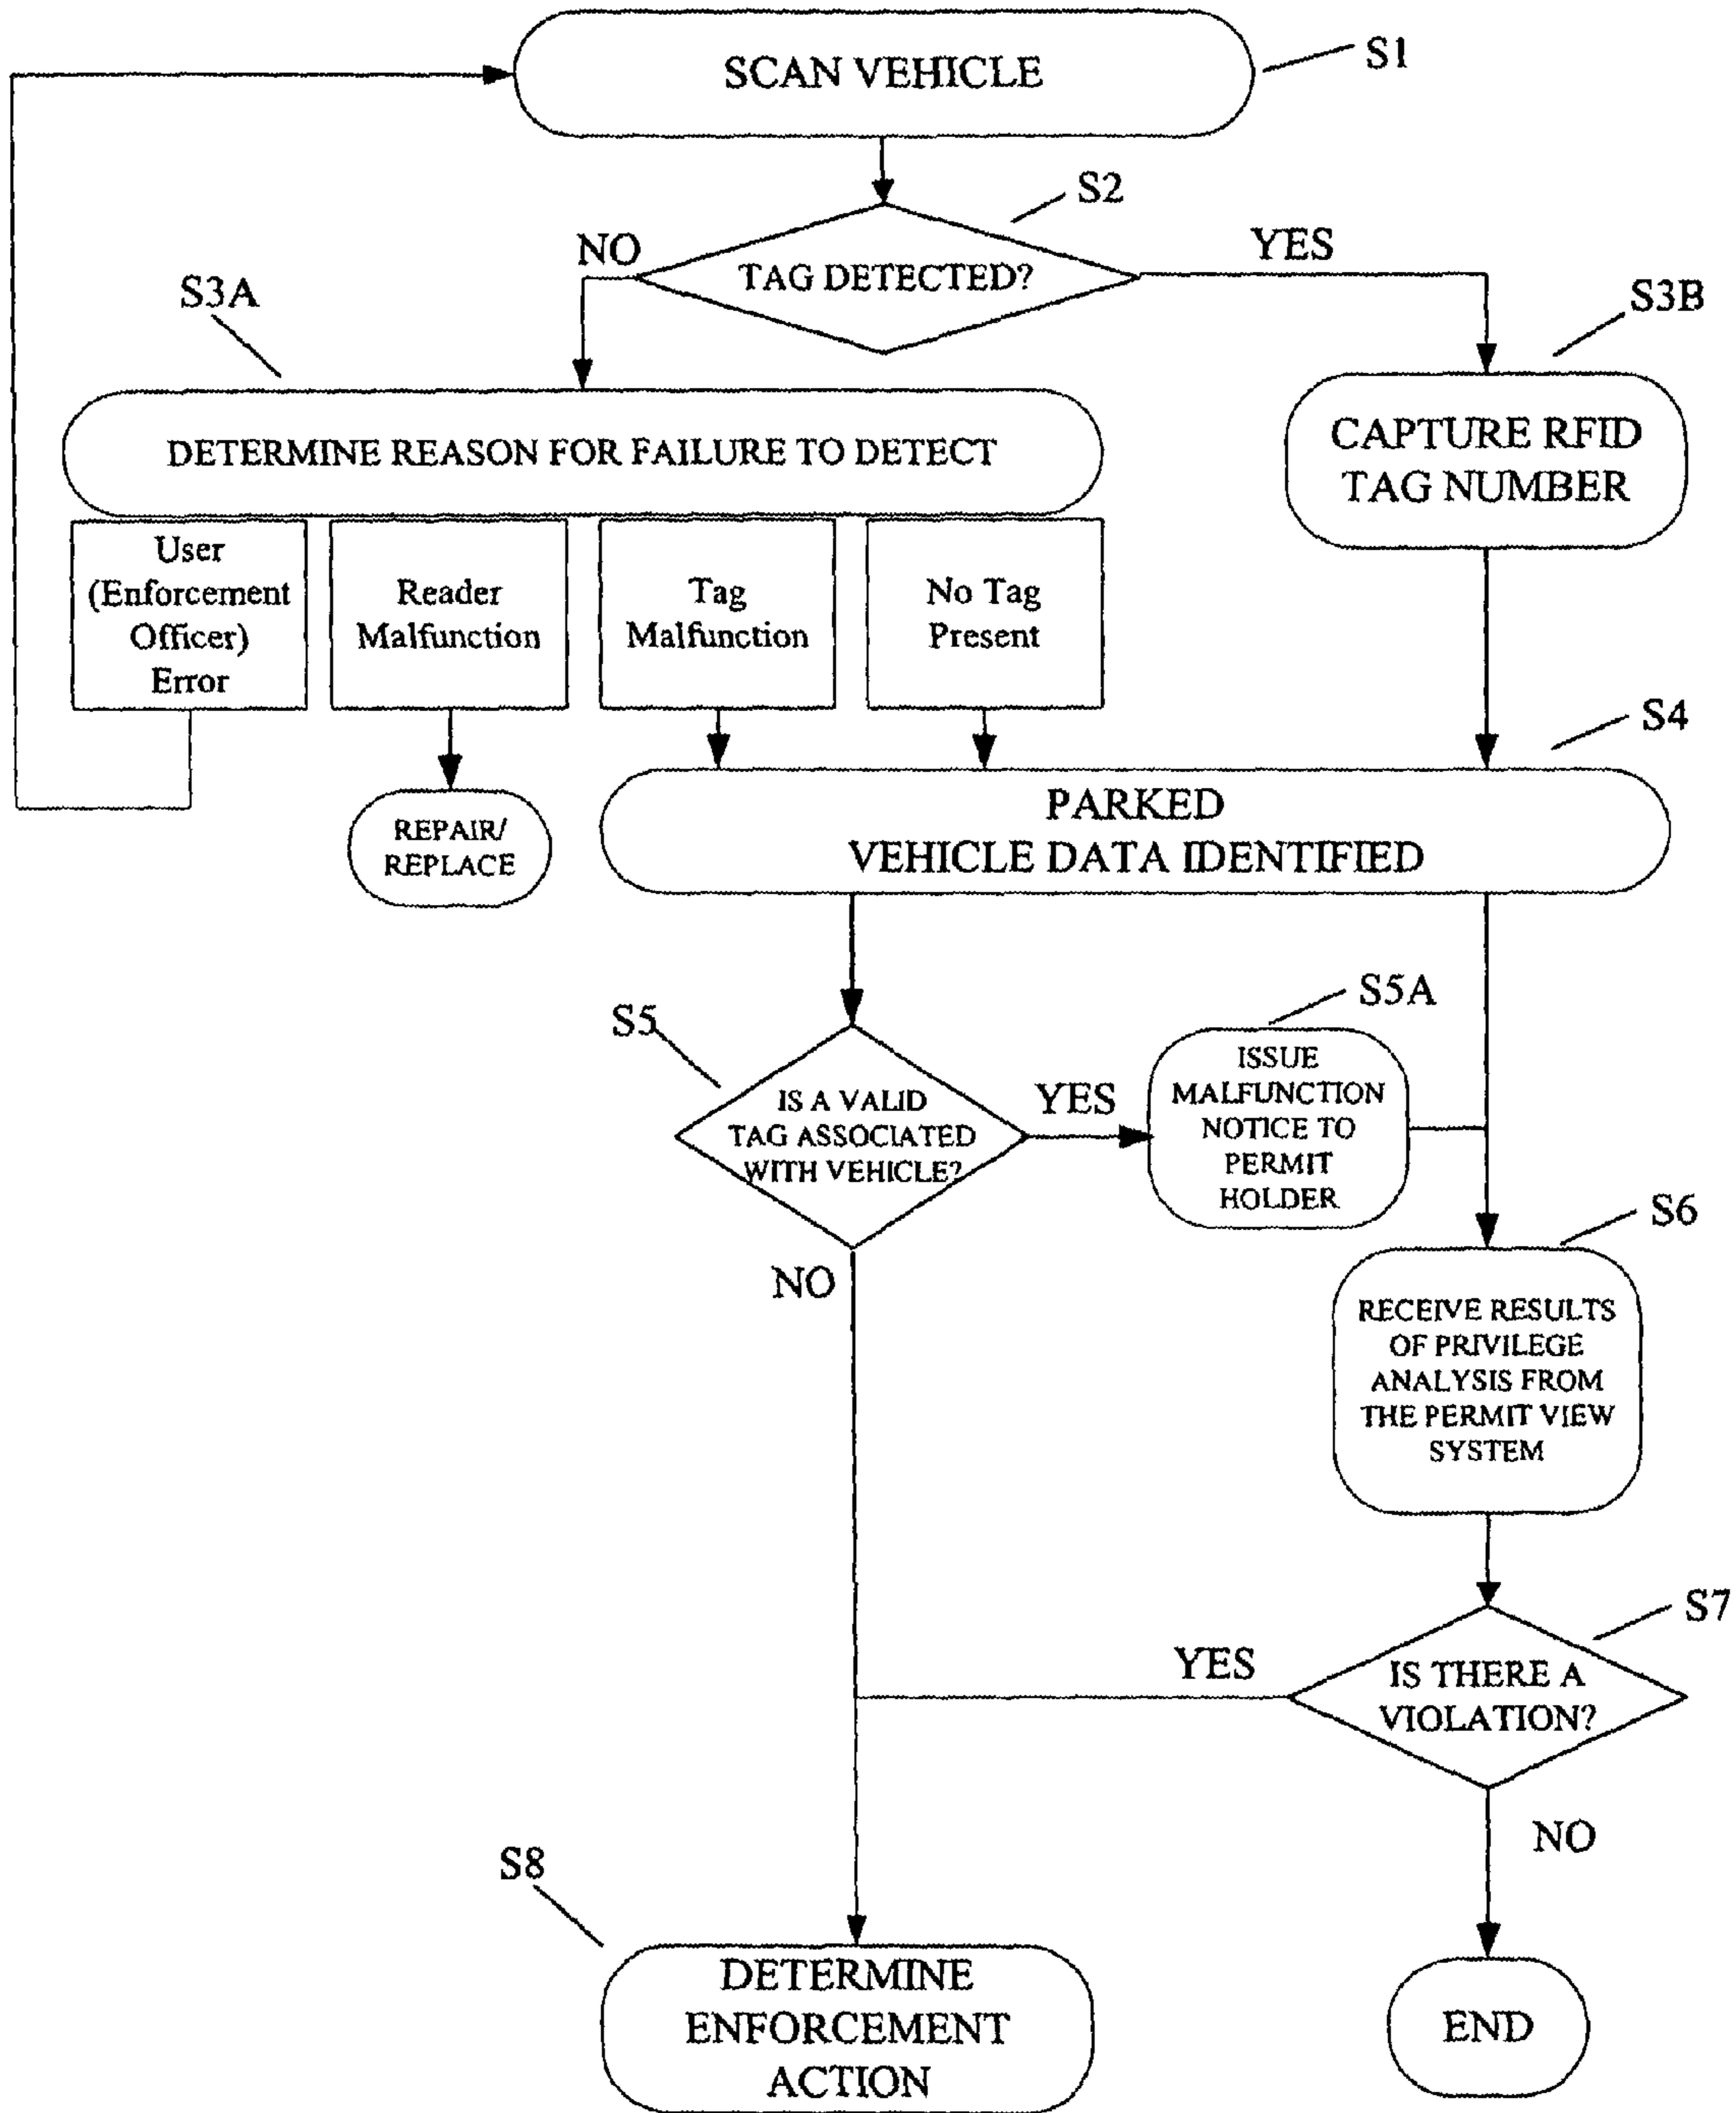 SCAN VEHICLE
S1
S2
NO
TAG DETECTED?
YES
S3A
S3B
DETERMINE REASON FOR FAILURE TO DETECT
CAPTURE RFID
TAG NUMBER
User
(Enforcement
Officer)
Error
Reader
Malfunction
Tag
Malfunction
No Tag
Present
S4
REPAIR/
REPLACE
PARKED
VEHICLE DATA IDENTIFIED
S5
IS A VALID
TAG ASSOCIATED
WITH VEHICLE?
YES
S5A
ISSUE
MALFUNCTION
NOTICE TO
PERMIT
HOLDER
NO
S6
RECEIVE RESULTS
OF PRIVILEGE
ANALYSIS FROM
THE PERMIT VIEW
SYSTEM
S7
YES
IS THERE A
VIOLATION?
NO
S8
DETERMINE
ENFORCEMENT
ACTION
END